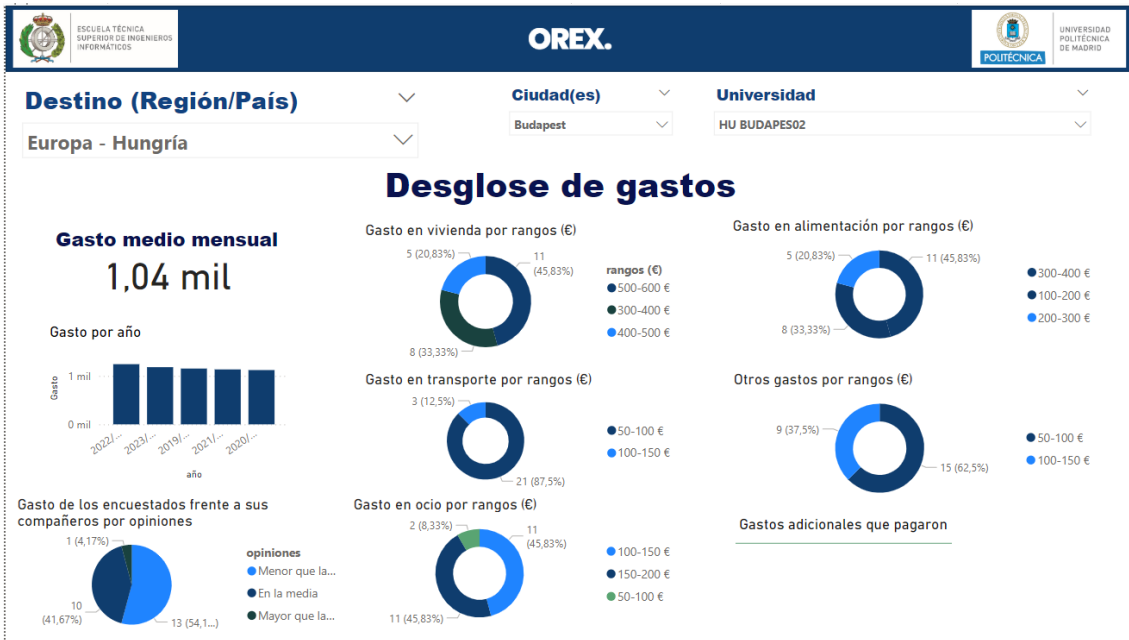 ESCUELA TÉCNICA
SUPERIOR DE INGENIEROS
INFORMÁTICOS
OREX.
POLITÉCNICA
UNIVERSIDAD
POLITÉCNICA
DE MADRID
Destino (Región/País)
Europa - Hungría
Ciudad(es)
Budapest
Universidad
HU BUDAPES02
Desglose de gastos
Gasto medio mensual
1,04 mil
Gasto por año
Gasto
1 mil
0 mil
2022/...
2023/...
2019/...
2021/...
2020/...
año
Gasto de los encuestados frente a sus
compañeros por opiniones
1 (4,17%)
10
(41,67%)
13 (54,1...)
opiniones
Menor que la...
En la media
Mayor que la...
Gasto en vivienda por rangos (€)
5 (20,83%)
11
(45,83%)
8 (33,33%)
rangos (€)
500-600 €
300-400 €
400-500 €
Gasto en transporte por rangos (€)
3 (12,5%)
21 (87,5%)
50-100 €
100-150 €
Gasto en ocio por rangos (€)
2 (8,33%)
11
(45,83%)
11 (45,83%)
100-150 €
150-200 €
50-100 €
Gasto en alimentación por rangos (€)
5 (20,83%)
11 (45,83%)
8 (33,33%)
300-400 €
100-200 €
200-300 €
Otros gastos por rangos (€)
9 (37,5%)
15 (62,5%)
50-100 €
100-150 €
Gastos adicionales que pagaron